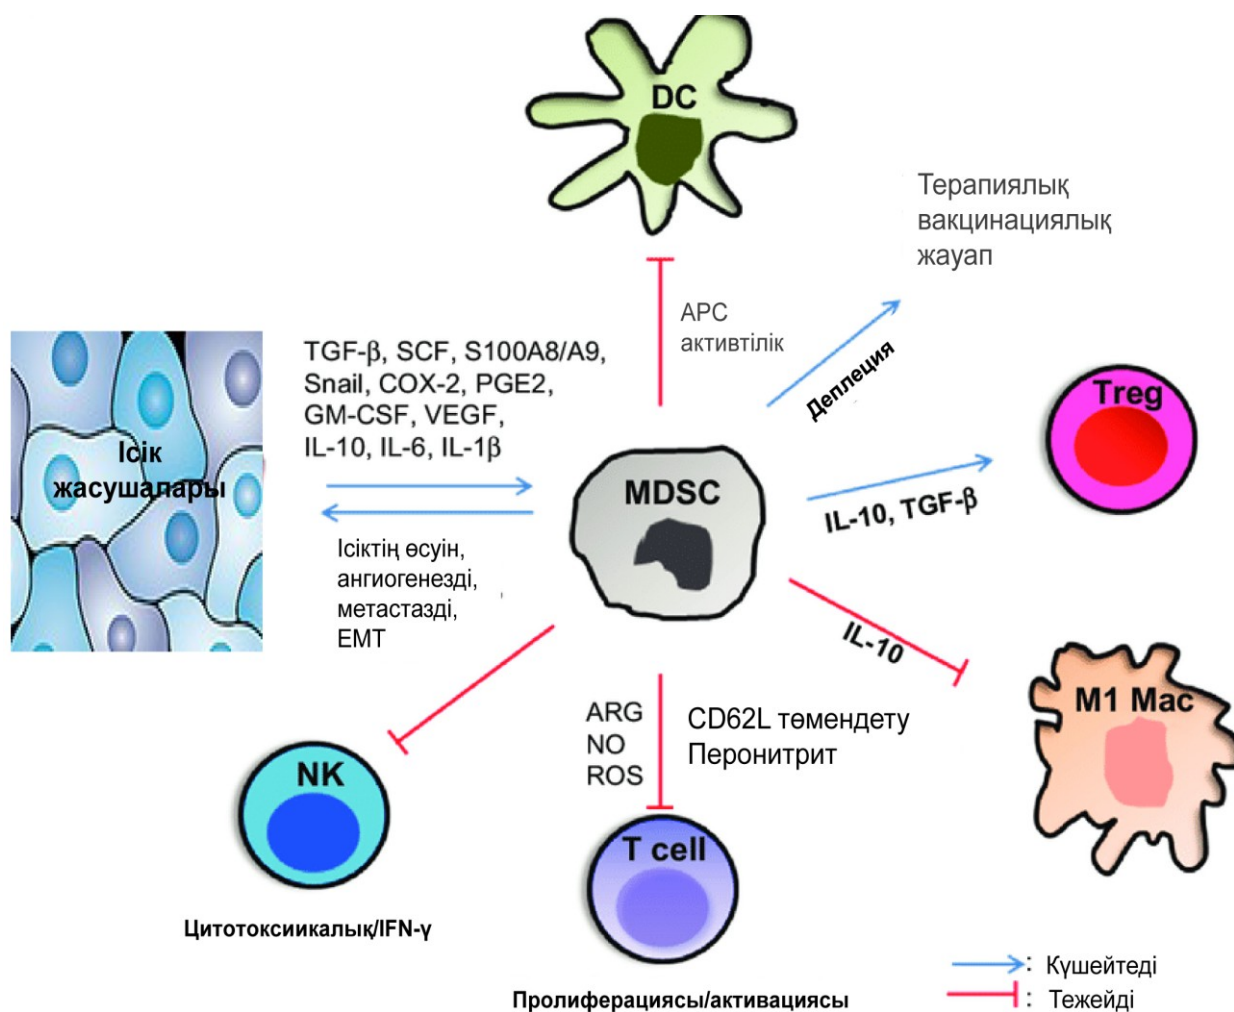 DC
Терапиялық
вакцинациялық
жауап
APC
активтілік
Деплеция
TGF-β, SCF, S100A8/A9,
Snail, COX-2, PGE2,
GM-CSF, VEGF,
IL-10, IL-6, IL-1β
Ісік
жасушалары
MDSC
Treg
IL-10, TGF-β
Ісіктің өсуін,
ангиогенезді,
метастазді,
EMT
IL-10
M1 Mac
ARG
NO
ROS
CD62L төмендету
Перонитрит
NK
T cell
Цитотоксиикалық/IFN-γ
Пролиферациясы/активациясы
: Күшейтеді
: Тежейді